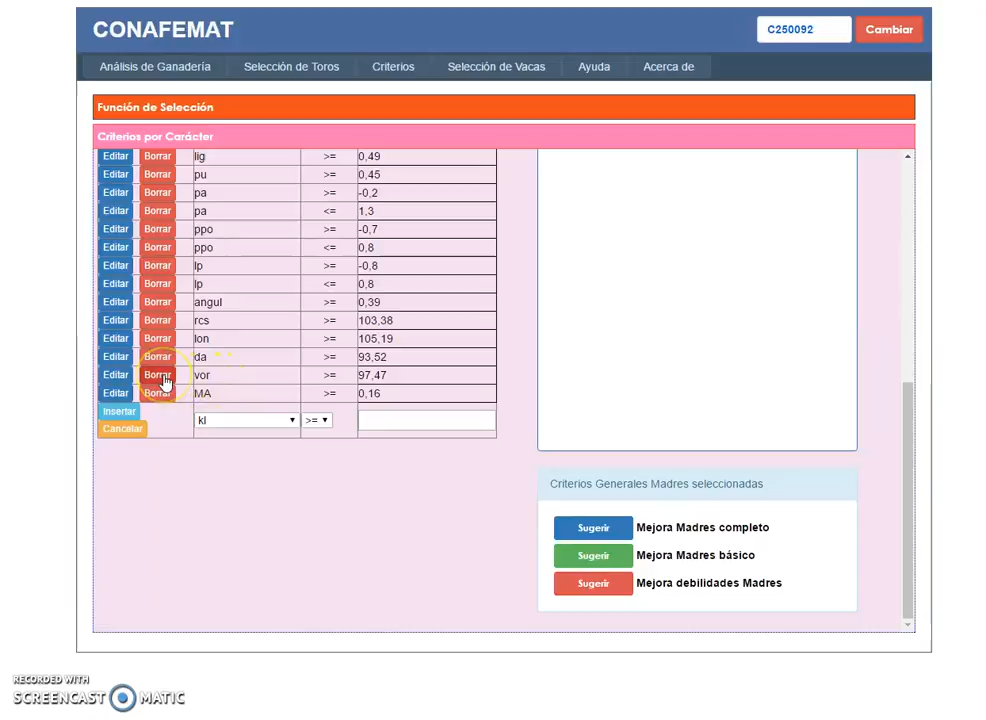 CONAFEMAT
C250092
Cambiar
Análisis de Ganadería
Selección de Toros
Criterios
Selección de Vacas
Ayuda
Acerca de
Función de Selección
Criterios por Carácter
Editar Borrar lig >= 0,49
Editar Borrar pu >= 0,45
Editar Borrar pa >= -0,2
Editar Borrar pa <= 1,3
Editar Borrar ppo >= -0,7
Editar Borrar ppo <= 0,8
Editar Borrar lp >= -0,8
Editar Borrar lp <= 0,8
Editar Borrar angul >= 0,39
Editar Borrar rcs >= 103,38
Editar Borrar lon >= 105,19
Editar Borrar da >= 93,52
Editar Borrar vor >= 97,47
Editar Borrar MA >= 0,16
Insertar
Cancelar
kl >=
Criterios Generales Madres seleccionadas
Sugerir Mejora Madres completo
Sugerir Mejora Madres básico
Sugerir Mejora debilidades Madres
RECORDED WITH
SCREENCAST MATIC